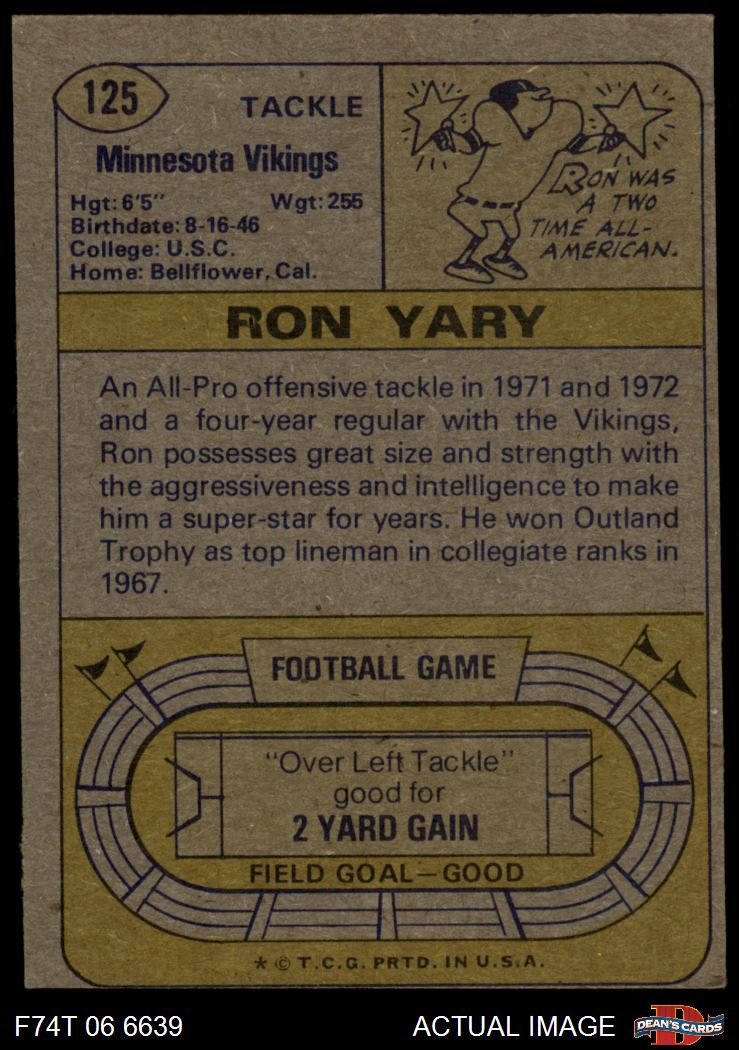 125
TACKLE
Minnesota Vikings
Hgt: 6'5" Wgt: 255
Birthdate: 8-16-46
College: U.S.C.
Home: Bellflower, Cal.
RON WAS
A TWO
TIME ALL-
AMERICAN.
RON YARY
An All-Pro offensive tackle in 1971 and 1972
and a four-year regular with the Vikings,
Ron possesses great size and strength with
the aggressiveness and intelligence to make
him a super-star for years. He won Outland
Trophy as top lineman in collegiate ranks in
1967.
FOOTBALL GAME
"Over Left Tackle"
good for
2 YARD GAIN
FIELD GOAL—GOOD
* © T.C.G. PRTD. IN U.S.A.
F74T 06 6639 ACTUAL IMAGE
D
DEAN'S CARDS